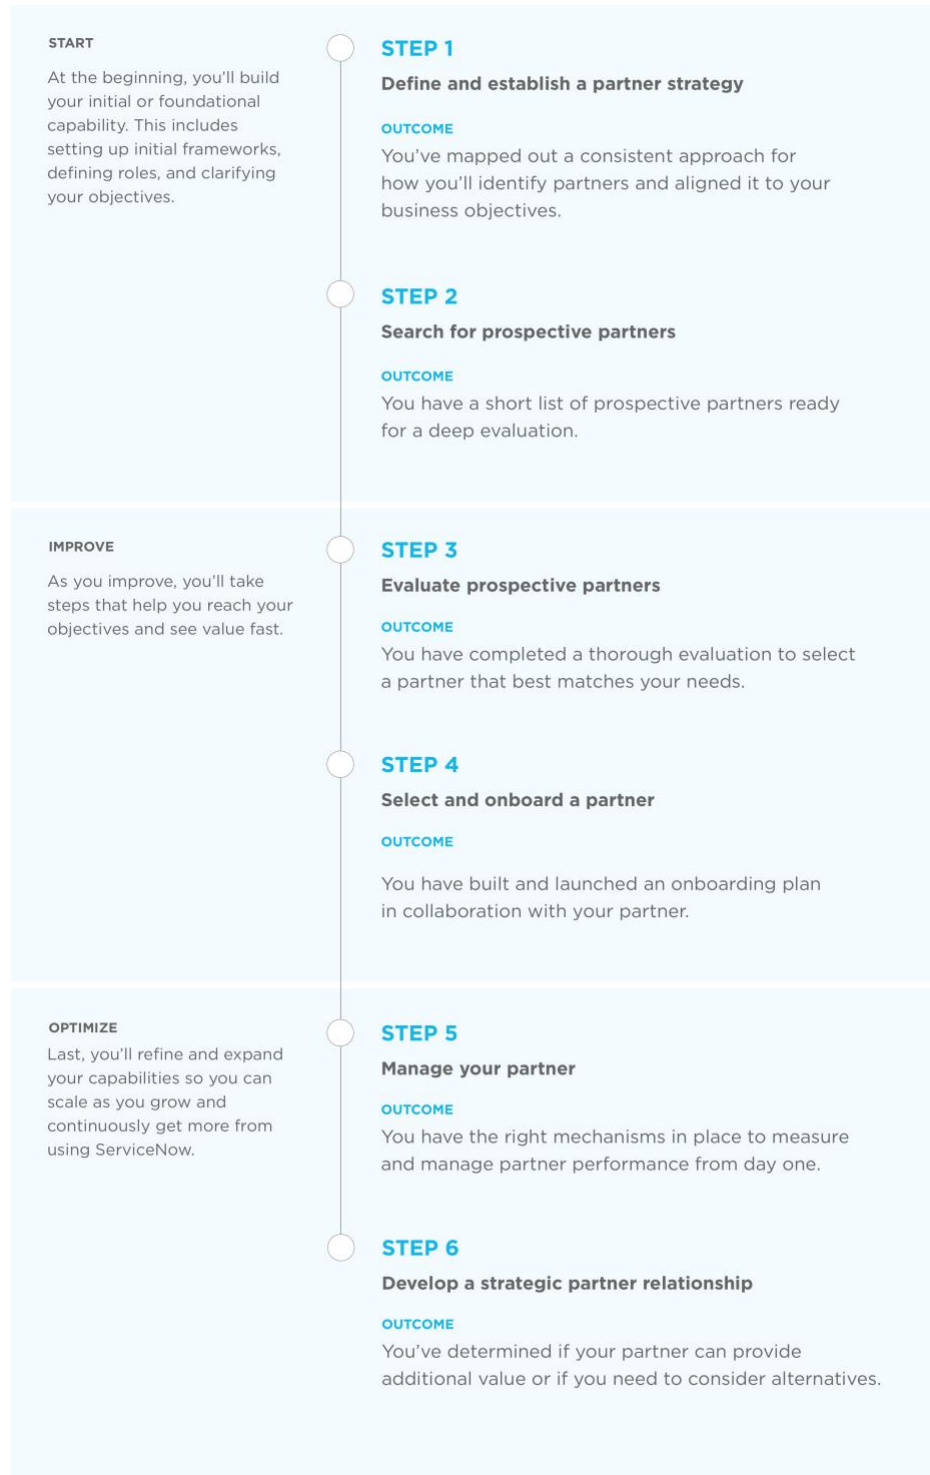 START
At the beginning, you'll build
your initial or foundational
capability. This includes
setting up initial frameworks,
defining roles, and clarifying
your objectives.
STEP 1
Define and establish a partner strategy
OUTCOME
You've mapped out a consistent approach for
how you'll identify partners and aligned it to your
business objectives.
STEP 2
Search for prospective partners
OUTCOME
You have a short list of prospective partners ready
for a deep evaluation.
IMPROVE
As you improve, you'll take
steps that help you reach your
objectives and see value fast.
STEP 3
Evaluate prospective partners
OUTCOME
You have completed a thorough evaluation to select
a partner that best matches your needs.
STEP 4
Select and onboard a partner
OUTCOME
You have built and launched an onboarding plan
in collaboration with your partner.
OPTIMIZE
Last, you'll refine and expand
your capabilities so you can
scale as you grow and
continuously get more from
using ServiceNow.
STEP 5
Manage your partner
OUTCOME
You have the right mechanisms in place to measure
and manage partner performance from day one.
STEP 6
Develop a strategic partner relationship
OUTCOME
You've determined if your partner can provide
additional value or if you need to consider alternatives.